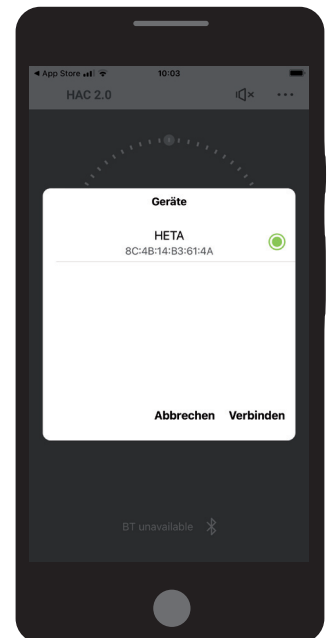 App Store
10:03
HAC 2.0
Geräte
HETA
8C:4B:14:B3:61:4A
Abbrechen Verbinden
BT unavailable